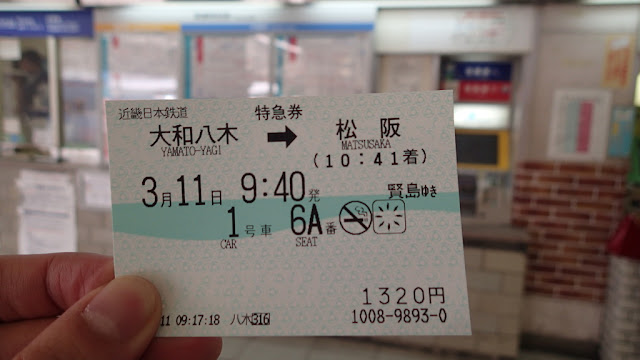 近畿日本鉄道 特急券
大和八木 ➡ 松阪
YAMATO-YAGI MATSUSAKA
(10:41着)
3月11日 9:40発 賢島ゆき
1号車 6A番
CAR SEAT
1320円
11 09:17:18 八木 1008-9893-0